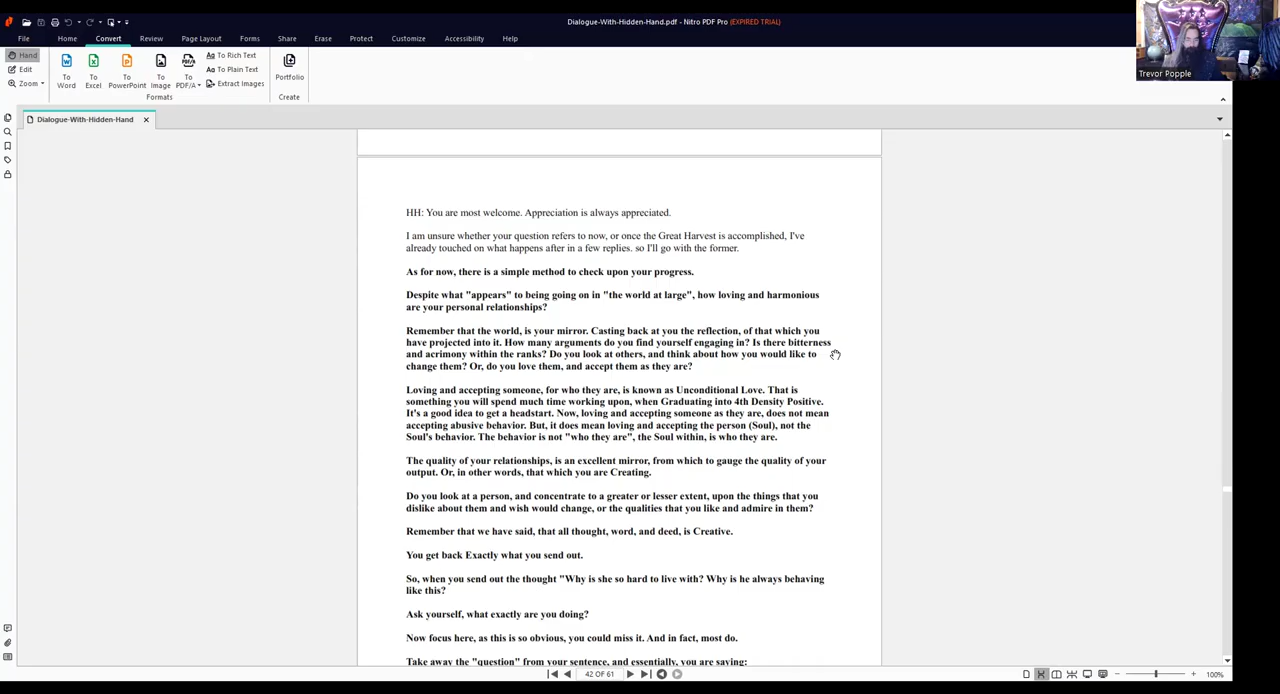 Dialogue-With-Hidden-Hand.pdf - Nitro PDF Pro (EXPIRED TRIAL)
File Home Convert Review Page Layout Forms Share Erase Protect Customize Accessibility Help
Hand
Edit
Zoom
To Word
To Excel
To PowerPoint
To Image
To PDF/A
Aa To Rich Text
Aa To Plain Text
Extract Images
Portfolio
Formats
Create
Trevor Popple
Dialogue-With-Hidden-Hand
HH: You are most welcome. Appreciation is always appreciated.
I am unsure whether your question refers to now, or once the Great Harvest is accomplished, I've
already touched on what happens after in a few replies. so I'll go with the former.
As for now, there is a simple method to check upon your progress.
Despite what "appears" to being going on in "the world at large", how loving and harmonious
are your personal relationships?
Remember that the world, is your mirror. Casting back at you the reflection, of that which you
have projected into it. How many arguments do you find yourself engaging in? Is there bitterness
and acrimony within the ranks? Do you look at others, and think about how you would like to
change them? Or, do you love them, and accept them as they are?
Loving and accepting someone, for who they are, is known as Unconditional Love. That is
something you will spend much time working upon, when Graduating into 4th Density Positive.
It's a good idea to get a headstart. Now, loving and accepting someone as they are, does not mean
accepting abusive behavior. But, it does mean loving and accepting the person (Soul), not the
Soul's behavior. The behavior is not "who they are", the Soul within, is who they are.
The quality of your relationships, is an excellent mirror, from which to gauge the quality of your
output. Or, in other words, that which you are Creating.
Do you look at a person, and concentrate to a greater or lesser extent, upon the things that you
dislike about them and wish would change, or the qualities that you like and admire in them?
Remember that we have said, that all thought, word, and deed, is Creative.
You get back Exactly what you send out.
So, when you send out the thought "Why is she so hard to live with? Why is he always behaving
like this?
Ask yourself, what exactly are you doing?
Now focus here, as this is so obvious, you could miss it. And in fact, most do.
Take away the "question" from your sentence, and essentially, you are saying:
42 OF 61
100%